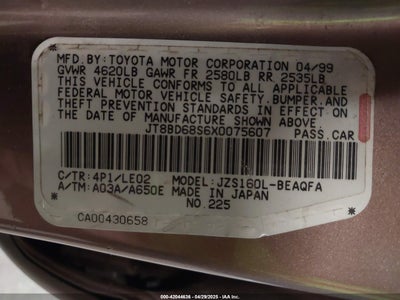 MFD. BY: TOYOTA MOTOR CORPORATION 04/99
GVWR 4620LB GAWR FR 2580LB RR 2535LB
THIS VEHICLE CONFORMS TO ALL APPLICABLE
FEDERAL MOTOR VEHICLE SAFETY, BUMPER, AND
THEFT PREVENTION STANDARDS IN EFFECT ON
THE DATE OF MANUFACTURE SHOWN ABOVE.
JT8BD68S6X0075607 PASS.CAR
C/TR: 4P1/LE02 MODEL: JZS160L-BEAQFA
A/TM: A03A/A650E MADE IN JAPAN
NO.225
CA00430658
000-42044636 - 04/29/2025 - IAAI.COM